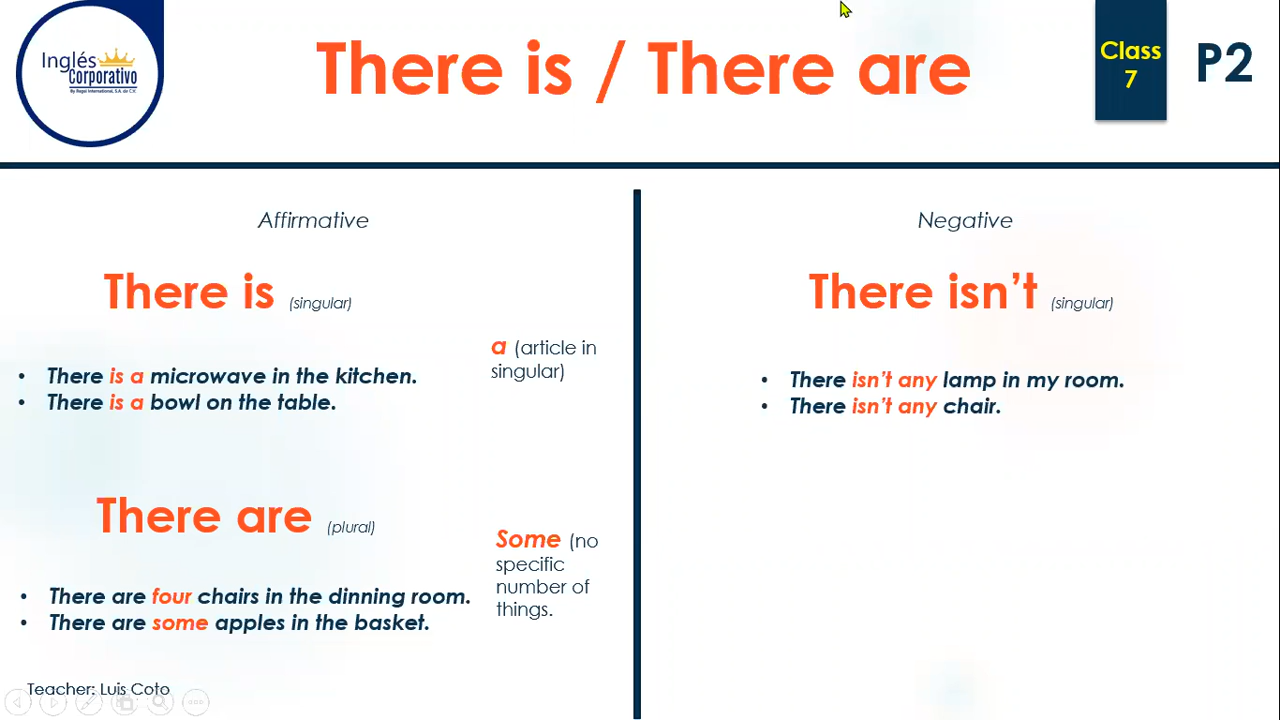 Inglés
Corporativo
By Regal International, S.A. de C.V.
There is / There are
Class
7
P2
Affirmative
There is (singular)
a (article in
singular)
• There is a microwave in the kitchen.
• There is a bowl on the table.
There are (plural)
Some (no
specific
number of
things.
• There are four chairs in the dinning room.
• There are some apples in the basket.
Teacher: Luis Coto
Negative
There isn’t (singular)
• There isn’t any lamp in my room.
• There isn’t any chair.